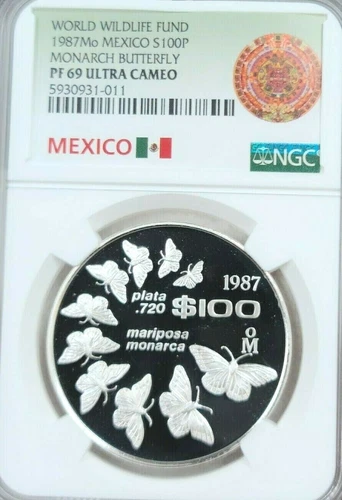 WORLD WILDLIFE FUND
1987Mo MEXICO S100P
MONARCH BUTTERFLY
PF 69 ULTRA CAMEO
5930931-011
MEXICO
NGC
1987
plata
.720
$100
mariposa
monarca
oM